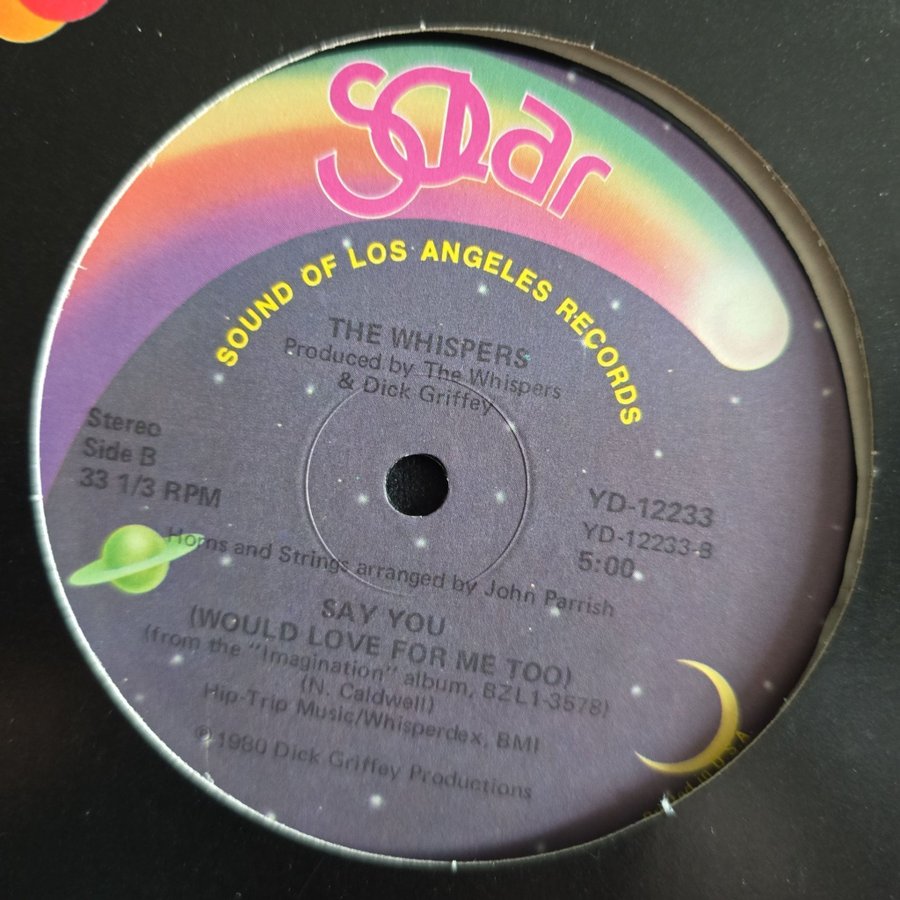 SOLAR
SOUND OF LOS ANGELES RECORDS
THE WHISPERS
Produced by The Whispers
& Dick Griffey
Stereo
Side B
33 1/3 RPM
YD-12233
YD-12233-B
5:00
Horns and Strings arranged by John Parrish
SAY YOU
(WOULD LOVE FOR ME TOO)
(from the "Imagination" album, BZL1-3578)
(N. Caldwell)
Hip-Trip Music/Whisperdex, BMI
℗ 1980 Dick Griffey Productions
Printed in U S A